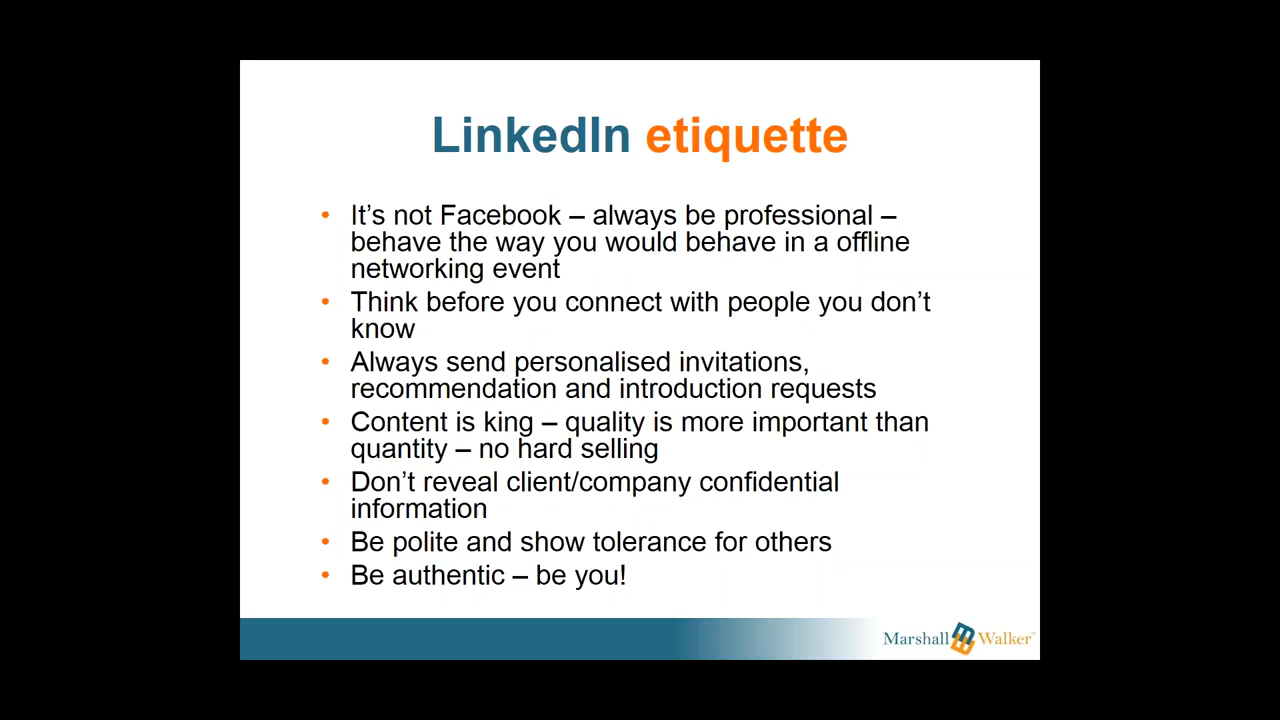 LinkedIn etiquette
• It’s not Facebook – always be professional –
behave the way you would behave in a offline
networking event
• Think before you connect with people you don’t
know
• Always send personalised invitations,
recommendation and introduction requests
• Content is king – quality is more important than
quantity – no hard selling
• Don’t reveal client/company confidential
information
• Be polite and show tolerance for others
• Be authentic – be you!
Marshall Walker